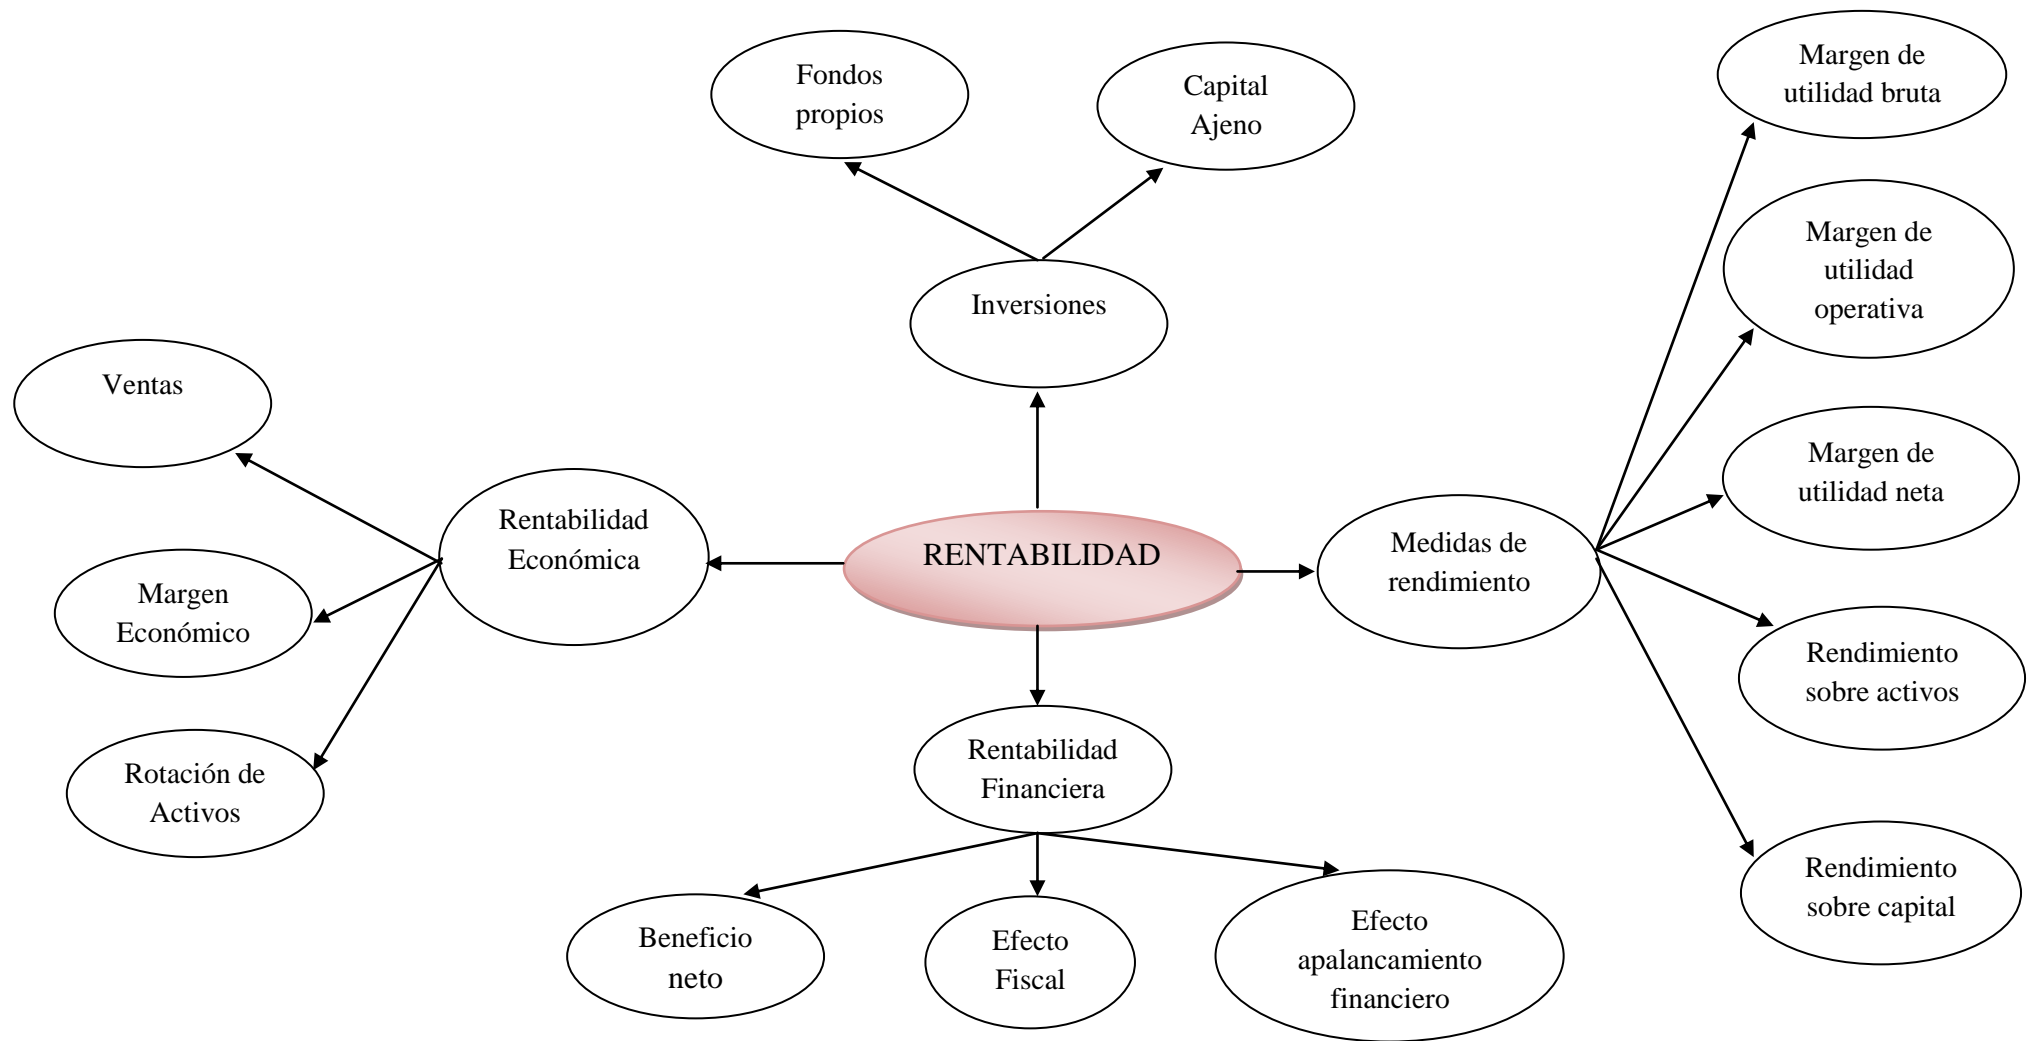 Fondos
propios
Capital
Ajeno
Margen de
utilidad bruta
Margen de
utilidad
operativa
Inversiones
Ventas
Margen de
utilidad neta
Rentabilidad
Económica
RENTABILIDAD
Medidas de
rendimiento
Margen
Económico
Rendimiento
sobre activos
Rotación de
Activos
Rentabilidad
Financiera
Rendimiento
sobre capital
Beneficio
neto
Efecto
Fiscal
Efecto
apalancamiento
financiero